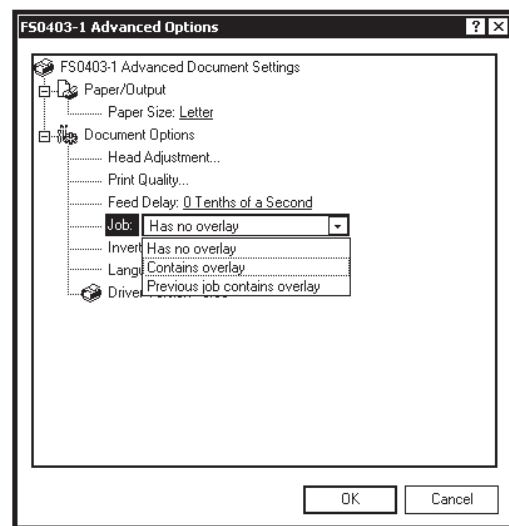 FS0403-1 Advanced Options
FS0403-1 Advanced Document Settings
Paper/Output
Paper Size: Letter
Document Options
Head Adjustment...
Print Quality...
Feed Delay: 0 Tenths of a Second
Job: Has no overlay
Invert Has no overlay
Contains overlay
Previous job contains overlay
OK Cancel